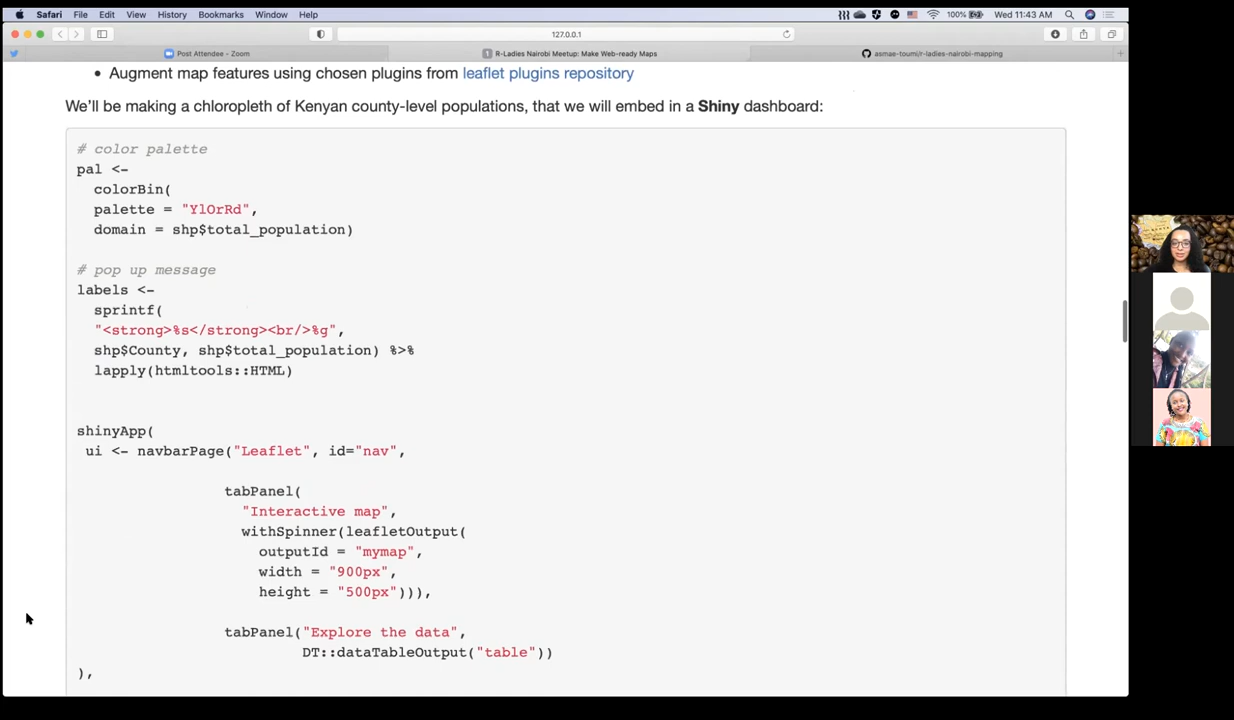 Safari File Edit View History Bookmarks Window Help 100% Wed 11:43 AM
127.0.0.1
Post Attendee - Zoom 1 R-Ladies Nairobi Meetup: Make Web-ready Maps asmae-toumi/r-ladies-nairobi-mapping
• Augment map features using chosen plugins from leaflet plugins repository
We'll be making a chloropleth of Kenyan county-level populations, that we will embed in a Shiny dashboard:
# color palette
pal <-
colorBin(
palette = "YlOrRd",
domain = shp$total_population)
# pop up message
labels <-
sprintf(
"<strong>%s</strong><br/>%g",
shp$County, shp$total_population) %>%
lapply(htmltools::HTML)
shinyApp(
ui <- navbarPage("Leaflet", id="nav",
tabPanel(
"Interactive map",
withSpinner(leafletOutput(
outputId = "mymap",
width = "900px",
height = "500px"))),
tabPanel("Explore the data",
DT::dataTableOutput("table"))
),